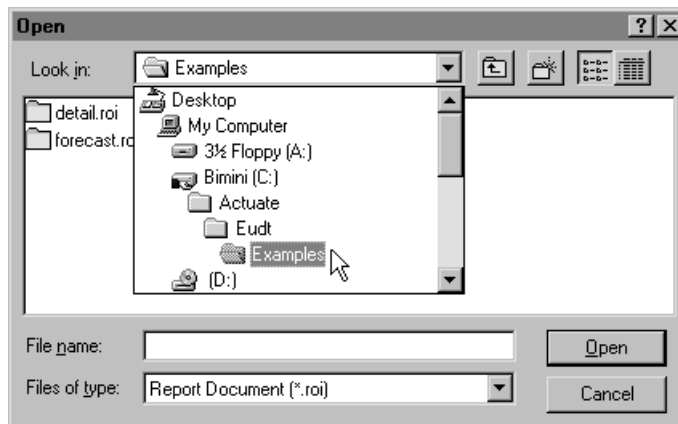 Open
Look in:
Examples
detail.roi
forecast.ro
Desktop
My Computer
3½ Floppy (A:)
Bimini (C:)
Actuate
Eudt
Examples
(D:)
File name:
Open
Files of type:
Report Document (*.roi)
Cancel